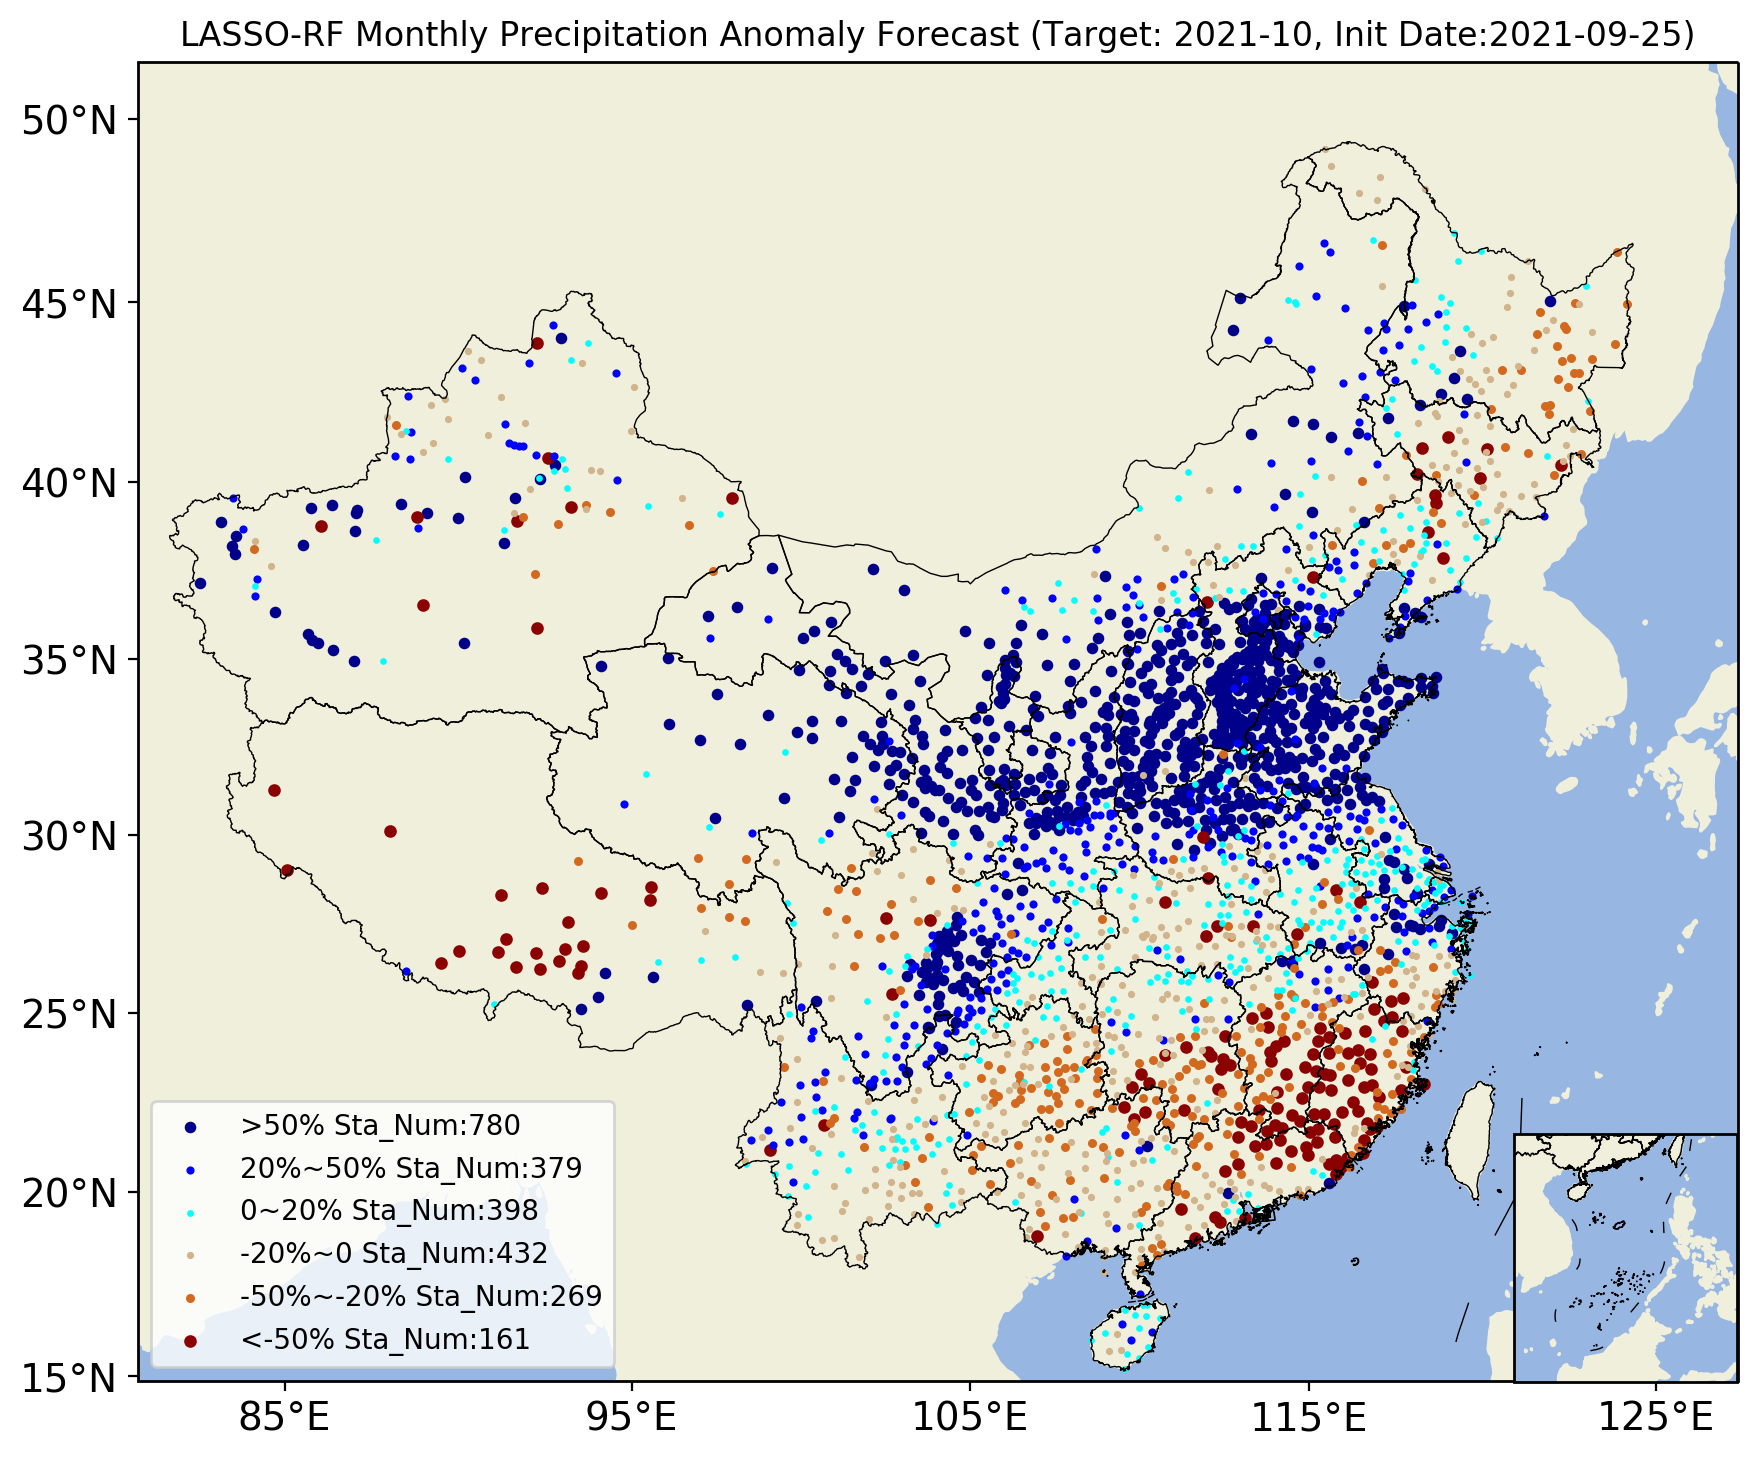 LASSO-RF Monthly Precipitation Anomaly Forecast (Target: 2021-10, Init Date:2021-09-25)
50°N
45°N
40°N
35°N
30°N
25°N
20°N
15°N
>50% Sta_Num:780
20%~50% Sta_Num:379
0~20% Sta_Num:398
-20%~0 Sta_Num:432
-50%~-20% Sta_Num:269
<-50% Sta_Num:161
85°E 95°E 105°E 115°E 125°E